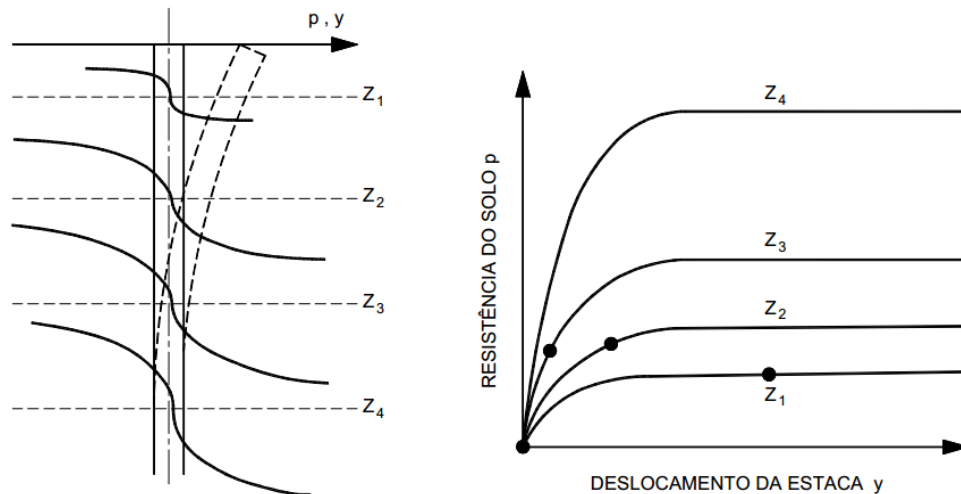 p , y
Z1
Z2
Z3
Z4
RESISTÊNCIA DO SOLO p
Z4
Z3
Z2
Z1
DESLOCAMENTO DA ESTACA y